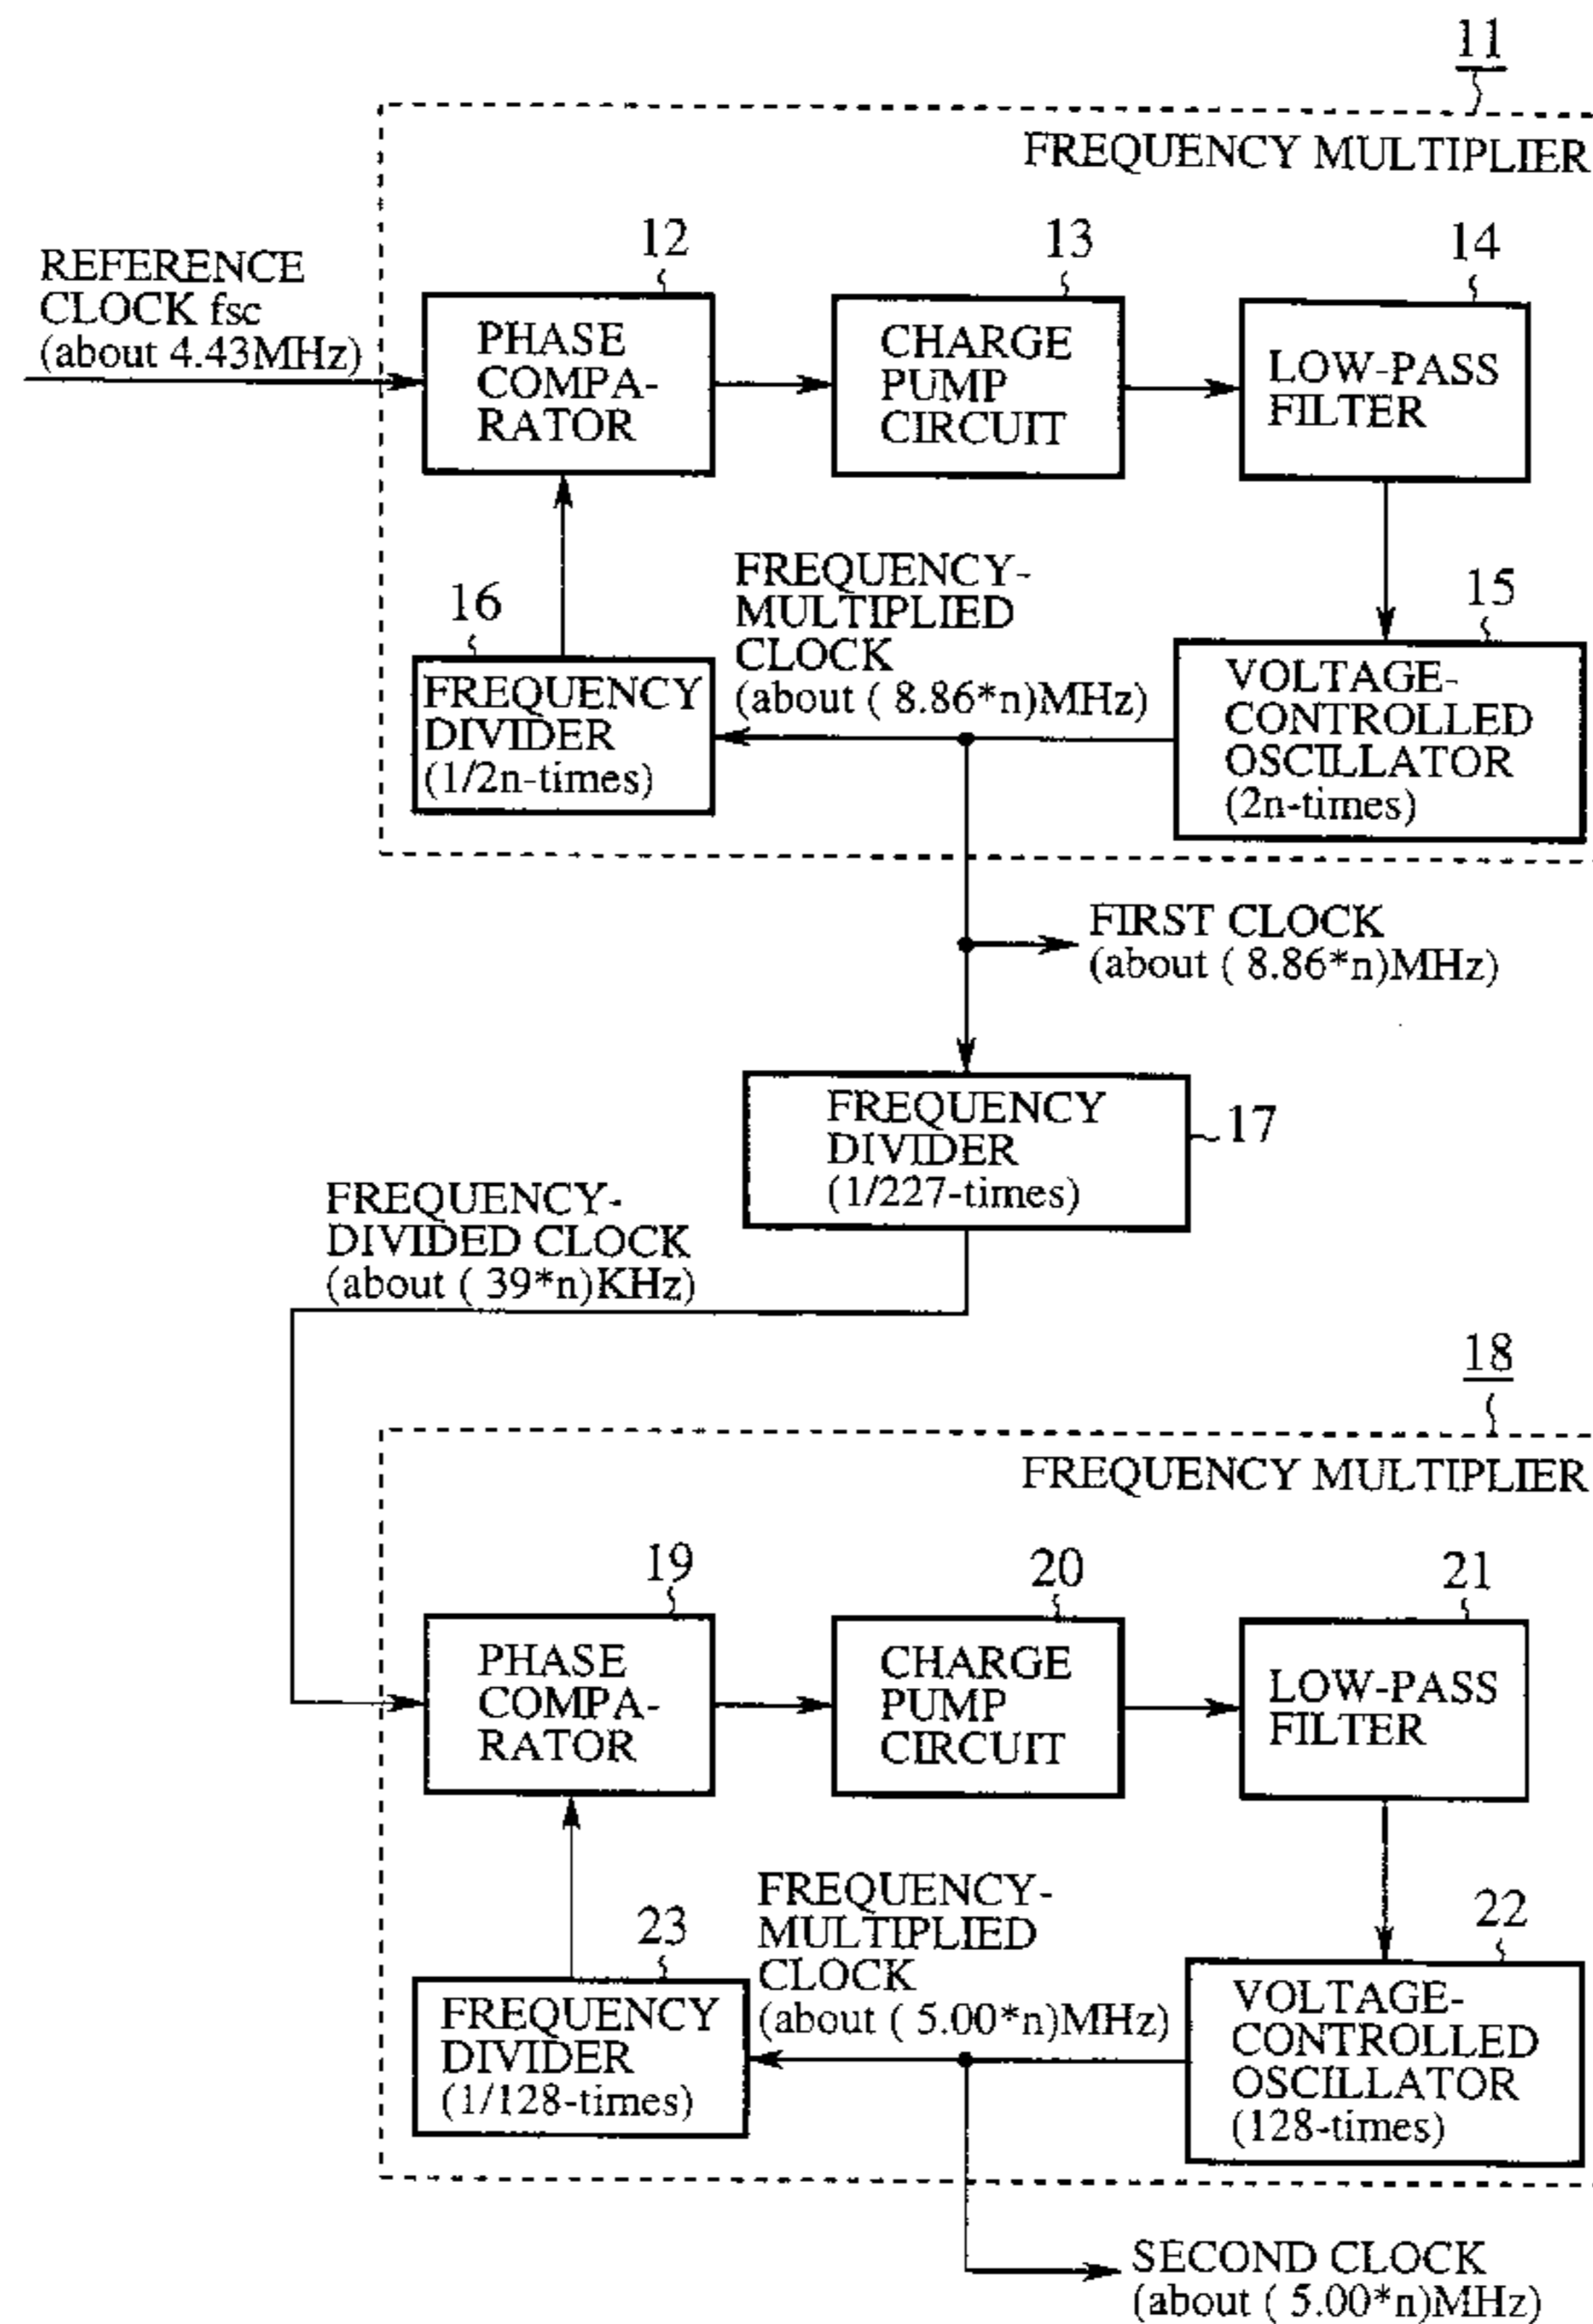 11
FREQUENCY MULTIPLIER
REFERENCE
CLOCK fsc
(about 4.43MHz)
12
PHASE
COMPA-
RATOR
13
CHARGE
PUMP
CIRCUIT
14
LOW-PASS
FILTER
16
FREQUENCY
DIVIDER
(1/2n-times)
FREQUENCY-
MULTIPLIED
CLOCK
(about ( 8.86*n)MHz)
15
VOLTAGE-
CONTROLLED
OSCILLATOR
(2n-times)
FIRST CLOCK
(about ( 8.86*n)MHz)
FREQUENCY
DIVIDER
(1/227-times)
17
FREQUENCY-
DIVIDED CLOCK
(about ( 39*n)KHz)
18
FREQUENCY MULTIPLIER
19
PHASE
COMPA-
RATOR
20
CHARGE
PUMP
CIRCUIT
21
LOW-PASS
FILTER
23
FREQUENCY
DIVIDER
(1/128-times)
FREQUENCY-
MULTIPLIED
CLOCK
(about ( 5.00*n)MHz)
22
VOLTAGE-
CONTROLLED
OSCILLATOR
(128-times)
SECOND CLOCK
(about ( 5.00*n)MHz)